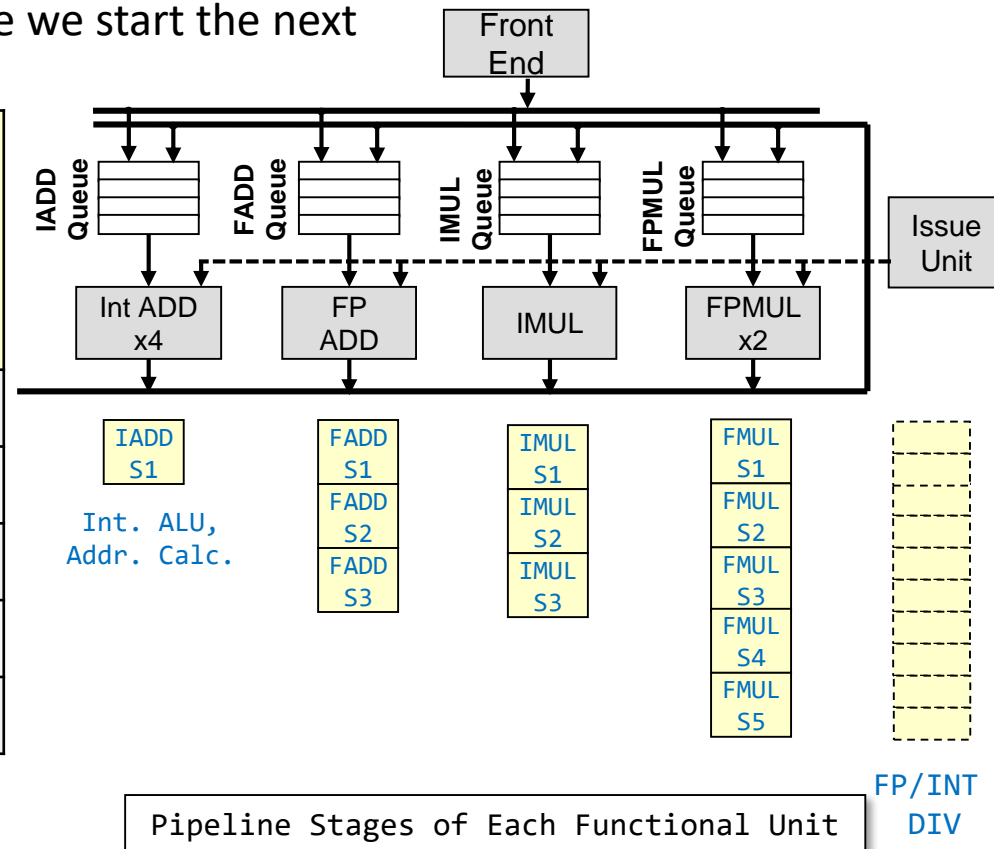 e we start the next
Front
End
IADD
Queue
FADD
Queue
IMUL
Queue
FPMUL
Queue
Issue
Unit
Int ADD
x4
FP
ADD
IMUL
FPMUL
x2
IADD
S1
Int. ALU,
Addr. Calc.
FADD
S1
FADD
S2
FADD
S3
IMUL
S1
IMUL
S2
IMUL
S3
FMUL
S1
FMUL
S2
FMUL
S3
FMUL
S4
FMUL
S5
FP/INT
DIV
Pipeline Stages of Each Functional Unit